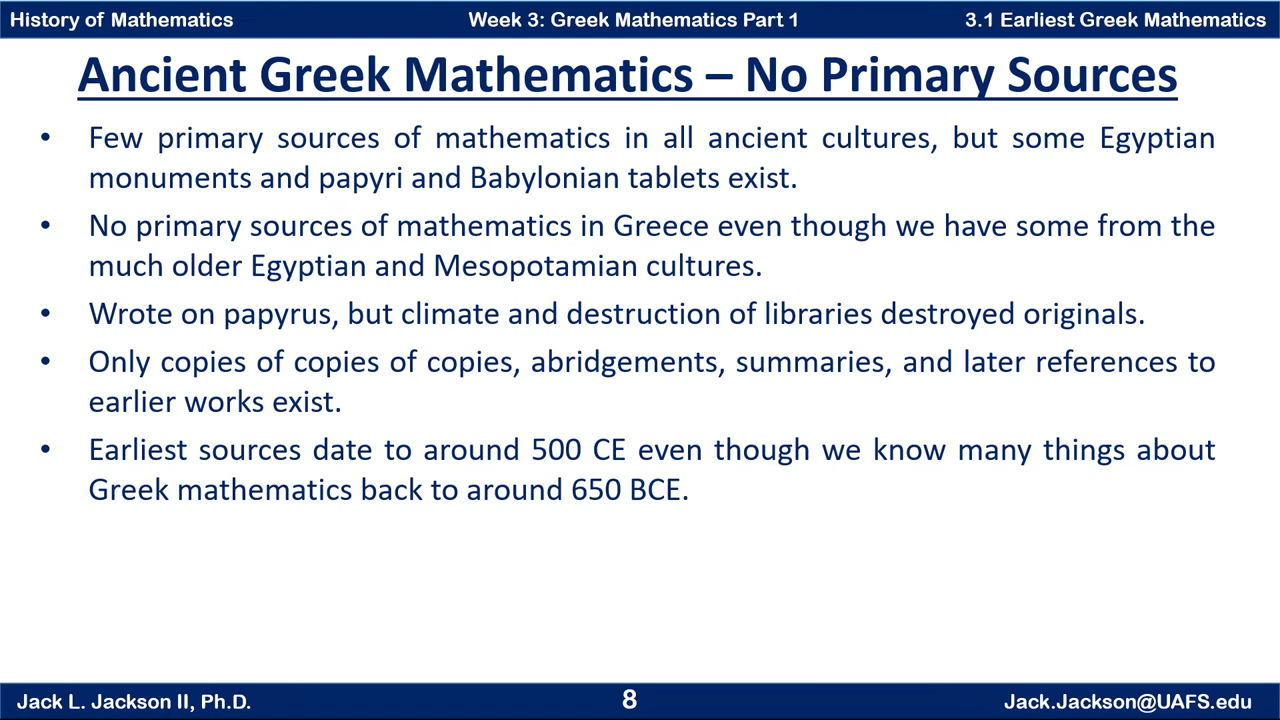 History of Mathematics
Week 3: Greek Mathematics Part 1
3.1 Earliest Greek Mathematics
Ancient Greek Mathematics – No Primary Sources
• Few primary sources of mathematics in all ancient cultures, but some Egyptian
monuments and papyri and Babylonian tablets exist.
• No primary sources of mathematics in Greece even though we have some from the
much older Egyptian and Mesopotamian cultures.
• Wrote on papyrus, but climate and destruction of libraries destroyed originals.
• Only copies of copies of copies, abridgements, summaries, and later references to
earlier works exist.
• Earliest sources date to around 500 CE even though we know many things about
Greek mathematics back to around 650 BCE.
Jack L. Jackson II, Ph.D.
8
Jack.Jackson@UAFS.edu